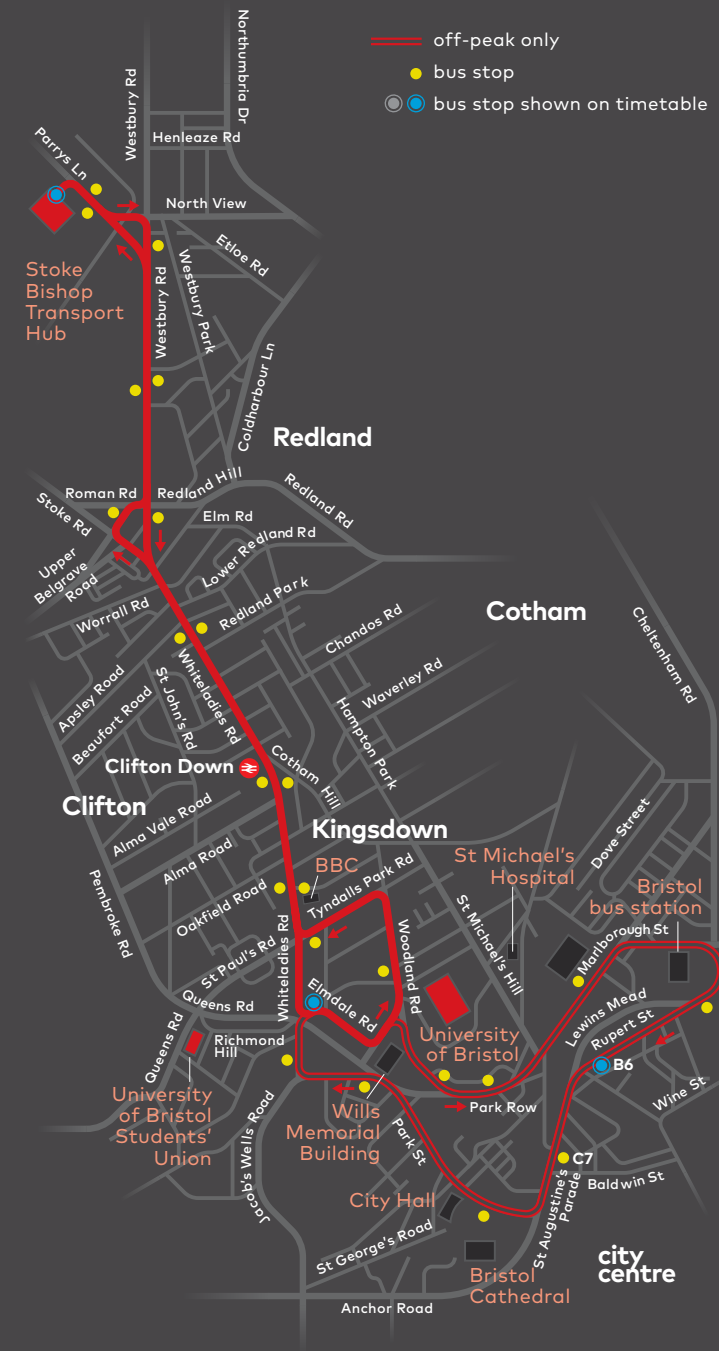 off-peak only
bus stop
bus stop shown on timetable
Northumbria Dr
Westbury Rd
Henleaze Rd
Parrys Ln
North View
Etloe Rd
Stoke
Bishop
Transport
Hub
Westbury Rd
Westbury Park
Coldharbour Ln
Redland
Roman Rd
Redland Hill
Redland Rd
Stoke Rd
Elm Rd
Lower Redland Rd
Upper
Belgrave
Road
Redland Park
Worrall Rd
Chandos Rd
Cotham
Cheltenham Rd
Whiteladies Rd
St John's Rd
Apsley Road
Beaufort Road
Waverley Rd
Hampton Park
Clifton Down
Cotham Hill
Clifton
Alma Vale Road
Kingsdown
Dove Street
Alma Road
BBC
St Michael's
Hospital
Tyndalls Park Rd
Pembroke Rd
Oakfield Road
Bristol
bus station
St Michael's Hill
Woodland Rd
Marlborough St
St Paul's Rd
Whiteladies Rd
Elmdale Rd
Queens Rd
Queens Rd
Richmond
Hill
Lewins Mead
Rupert St
University
of Bristol
B6
University
of Bristol
Students'
Union
Wills
Memorial
Building
Park Row
Wine St
Jacob's Wells Road
Park St
C7
Baldwin St
St Augustine's
Parade
City Hall
St George's Road
city
centre
Bristol
Cathedral
Anchor Road